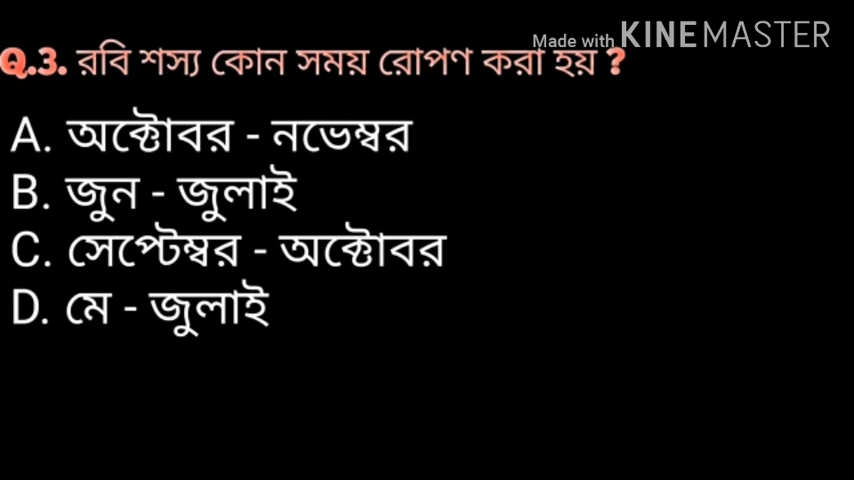 Made with KINEMASTER
Q.3. রবি শস্য কোন সময় রোপণ করা হয় ?
A. অক্টোবর - নভেম্বর
B. জুন - জুলাই
C. সেপ্টেম্বর - অক্টোবর
D. মে - জুলাই